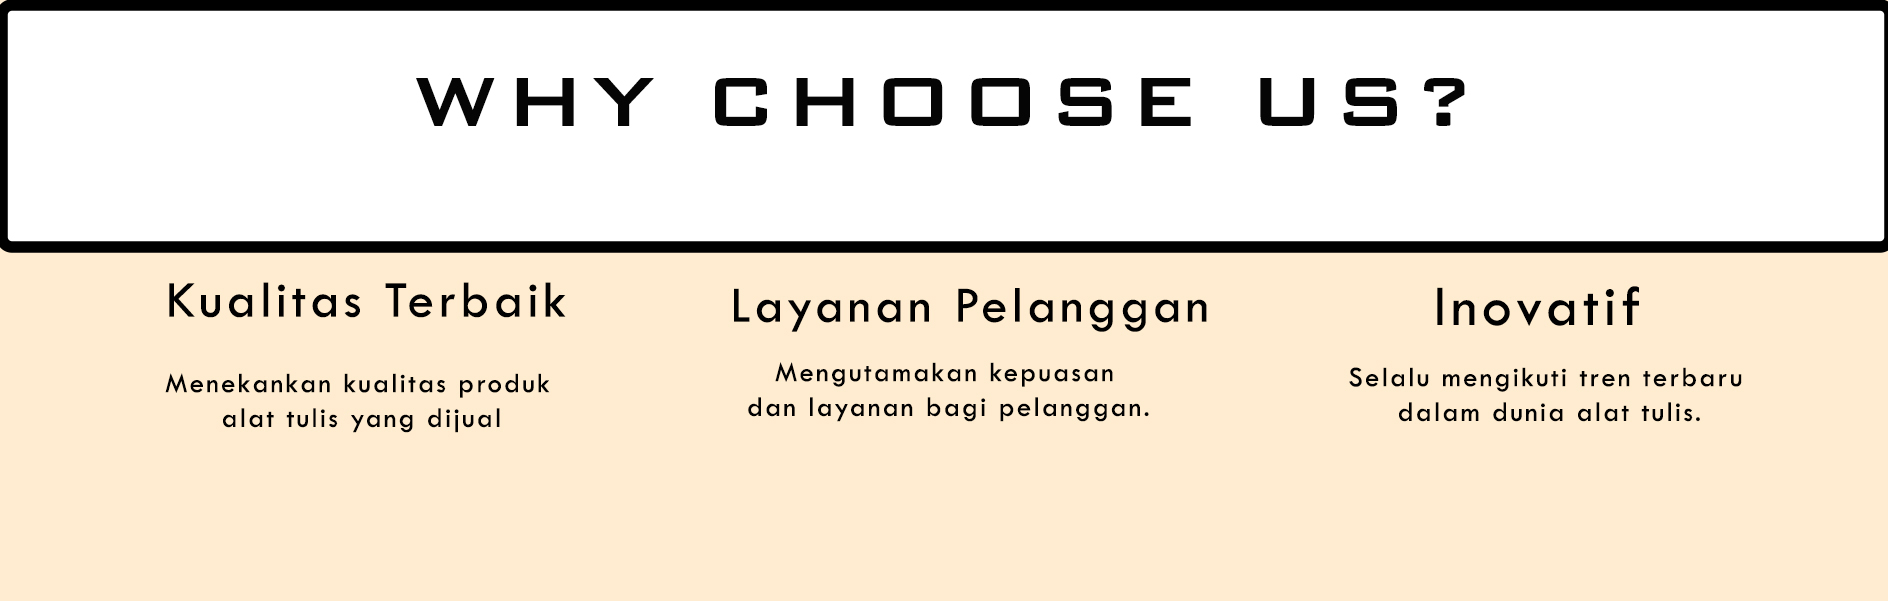 WHY CHOOSE US?
Kualitas Terbaik
Menekankan kualitas produk
alat tulis yang dijual
Layanan Pelanggan
Mengutamakan kepuasan
dan layanan bagi pelanggan.
Inovatif
Selalu mengikuti tren terbaru
dalam dunia alat tulis.